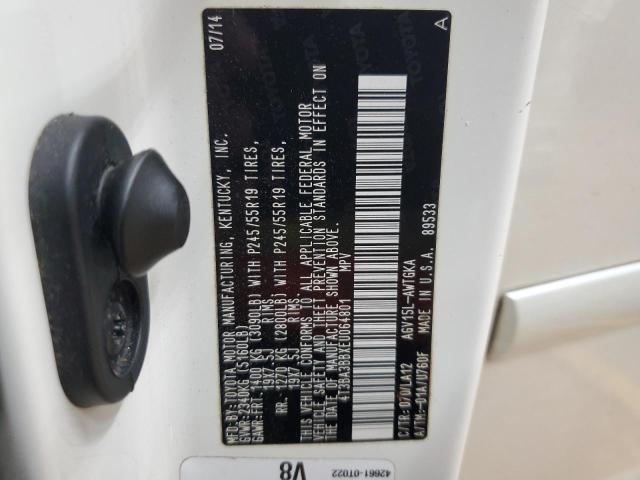 MFD.BY: TOYOTA MOTOR MANUFACTURING, KENTUCKY, INC. 07/14
GVWR: 2340KG (5160LB)
GAWR: FRT. 1400 KG (3090LB) WITH P245/55R19 TIRES,
19X7.5J RIMS.
RR. 1270 KG (2800LB) WITH P245/55R19 TIRES,
19X7.5J RIMS.
THIS VEHICLE CONFORMS TO ALL APPLICABLE FEDERAL MOTOR
VEHICLE SAFETY AND THEFT PREVENTION STANDARDS IN EFFECT ON
THE DATE OF MANUFACTURE SHOWN ABOVE.
4T3BA3BBXEU064801 MPV
C/TR: 070/LA12 AGV15L-AWTGKA
A/TM: -01A/U760F MADE IN U.S.A. 89533
A
TOYOTA
42661-0T022
V8